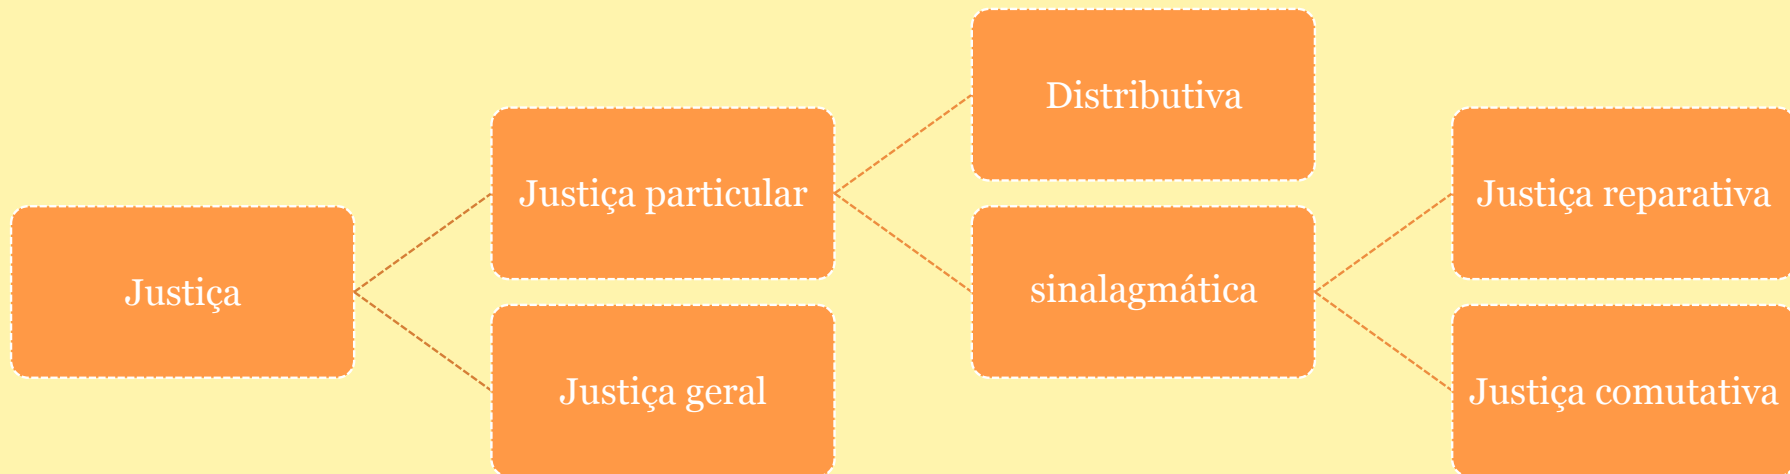 Justiça
Justiça particular
Justiça geral
Distributiva
sinalagmática
Justiça reparativa
Justiça comutativa